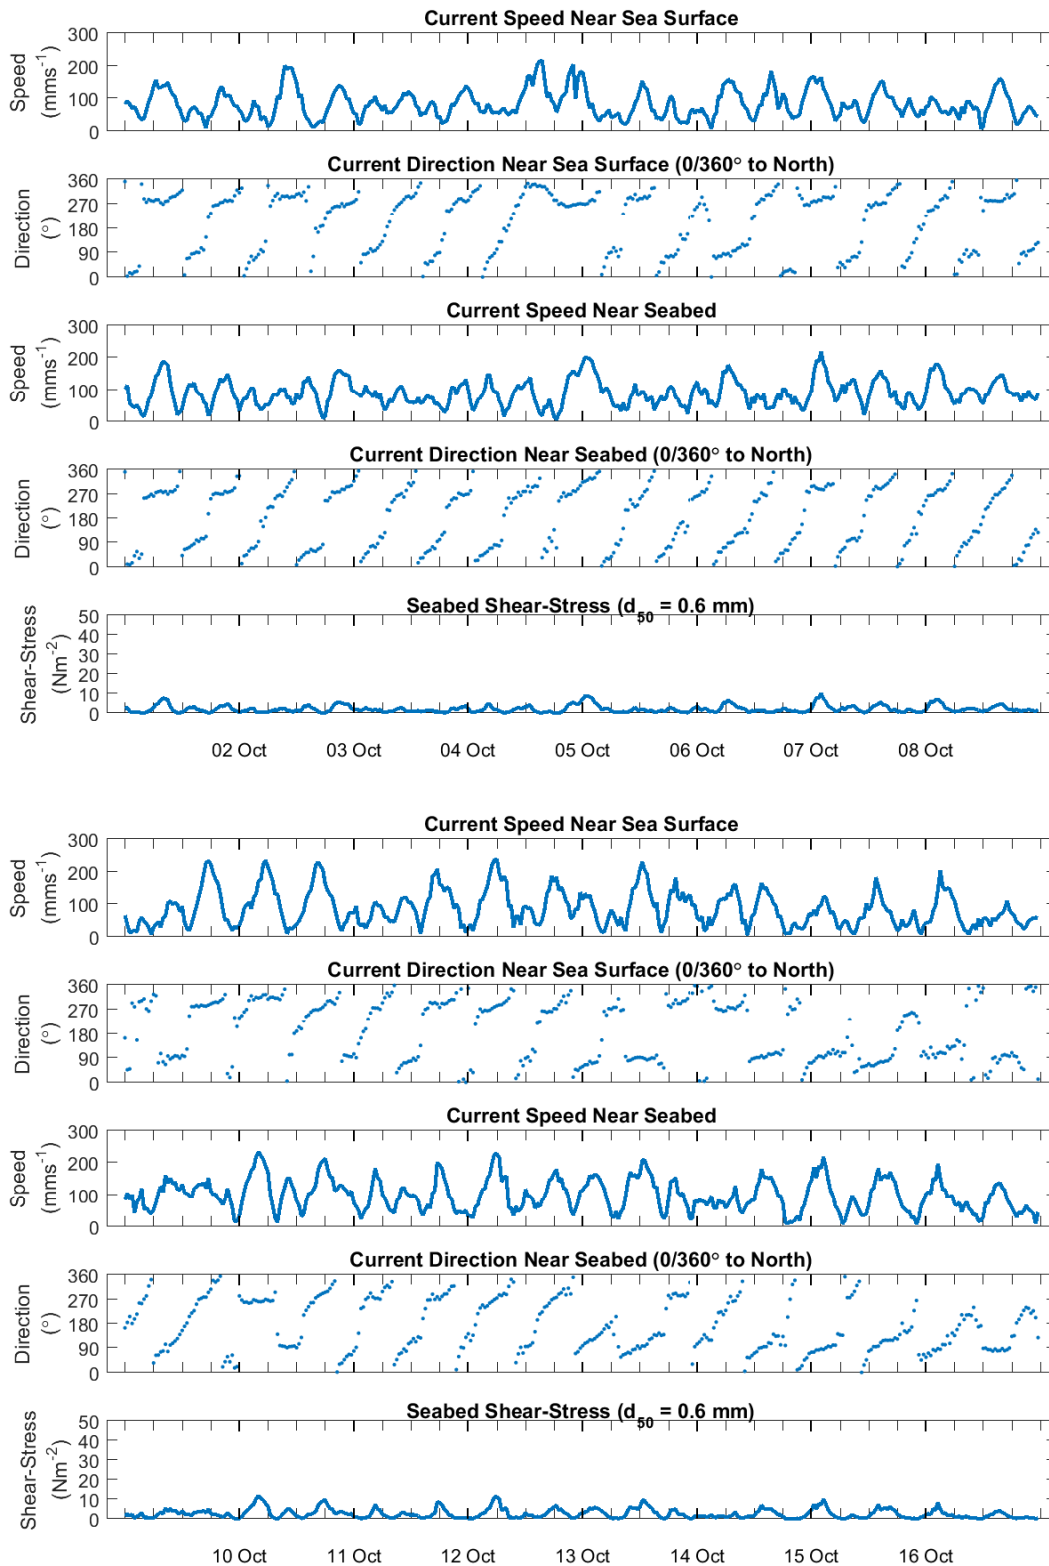 Current Speed Near Sea Surface
Speed
(mms⁻¹)
300
200
100
0
Current Direction Near Sea Surface (0/360° to North)
Direction
(°)
360
270
180
90
0
Current Speed Near Seabed
Speed
(mms⁻¹)
300
200
100
0
Current Direction Near Seabed (0/360° to North)
Direction
(°)
360
270
180
90
0
Seabed Shear-Stress (d₅₀ = 0.6 mm)
Shear-Stress
(Nm⁻²)
50
40
30
20
10
0
02 Oct 03 Oct 04 Oct 05 Oct 06 Oct 07 Oct 08 Oct
Current Speed Near Sea Surface
Speed
(mms⁻¹)
300
200
100
0
Current Direction Near Sea Surface (0/360° to North)
Direction
(°)
360
270
180
90
0
Current Speed Near Seabed
Speed
(mms⁻¹)
300
200
100
0
Current Direction Near Seabed (0/360° to North)
Direction
(°)
360
270
180
90
0
Seabed Shear-Stress (d₅₀ = 0.6 mm)
Shear-Stress
(Nm⁻²)
50
40
30
20
10
0
10 Oct 11 Oct 12 Oct 13 Oct 14 Oct 15 Oct 16 Oct